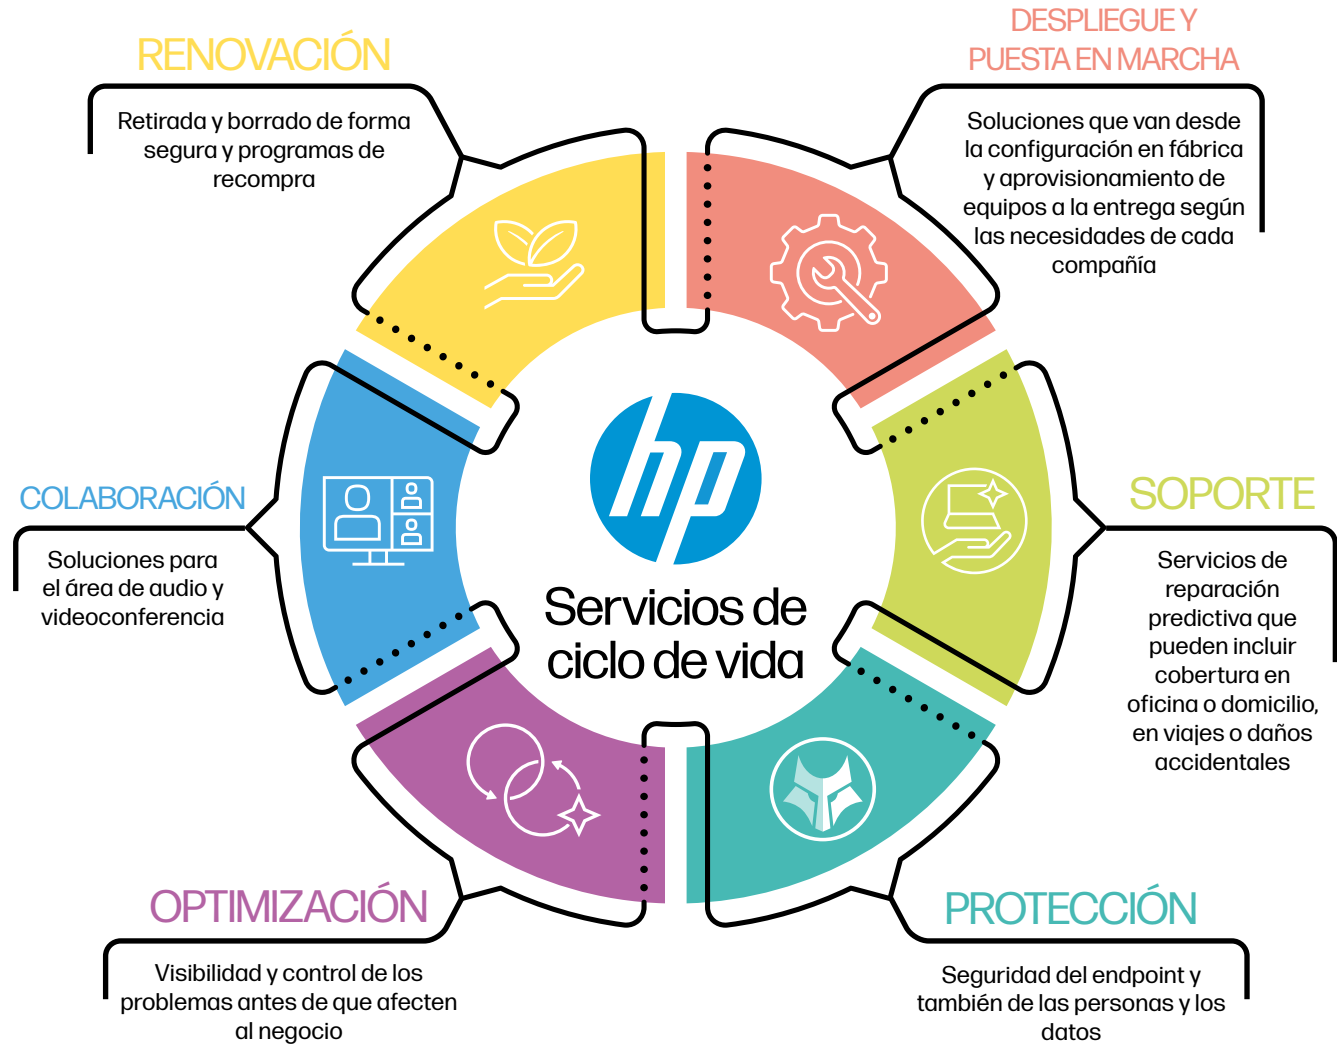 RENOVACIÓN
Retirada y borrado de forma
segura y programas de
recompra
DESPLIEGUE Y
PUESTA EN MARCHA
Soluciones que van desde
la configuración en fábrica
y aprovisionamiento de
equipos a la entrega según
las necesidades de cada
compañía
COLABORACIÓN
Soluciones para
el área de audio y
videoconferencia
hp
Servicios de
ciclo de vida
SOPORTE
Servicios de
reparación
predictiva que
pueden incluir
cobertura en
oficina o domicilio,
en viajes o daños
accidentales
OPTIMIZACIÓN
Visibilidad y control de los
problemas antes de que afecten
al negocio
PROTECCIÓN
Seguridad del endpoint y
también de las personas y los
datos